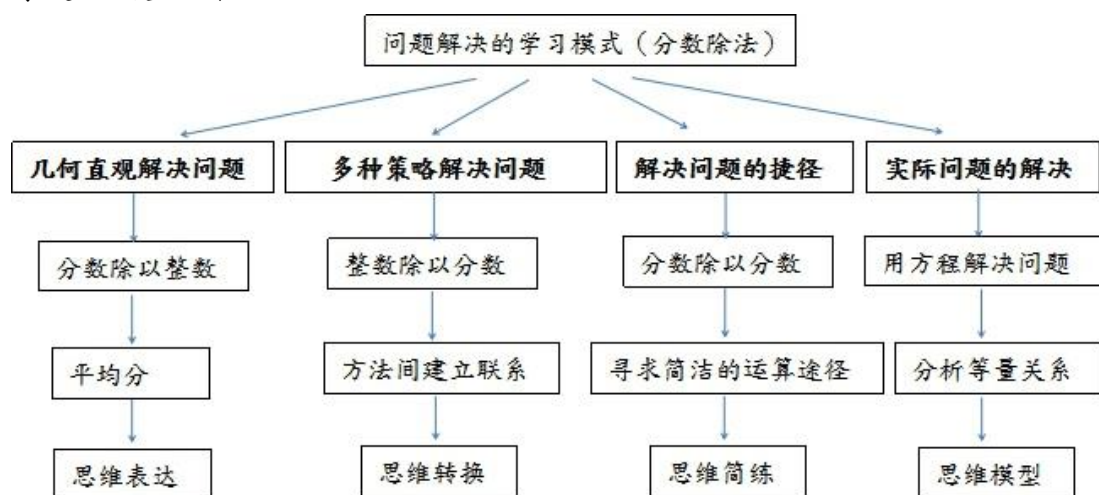 问题解决的学习模式（分数除法）
几何直观解决问题
多种策略解决问题
解决问题的捷径
实际问题的解决
分数除以整数
整数除以分数
分数除以分数
用方程解决问题
平均分
方法间建立联系
寻求简洁的运算途径
分析等量关系
思维表达
思维转换
思维简练
思维模型